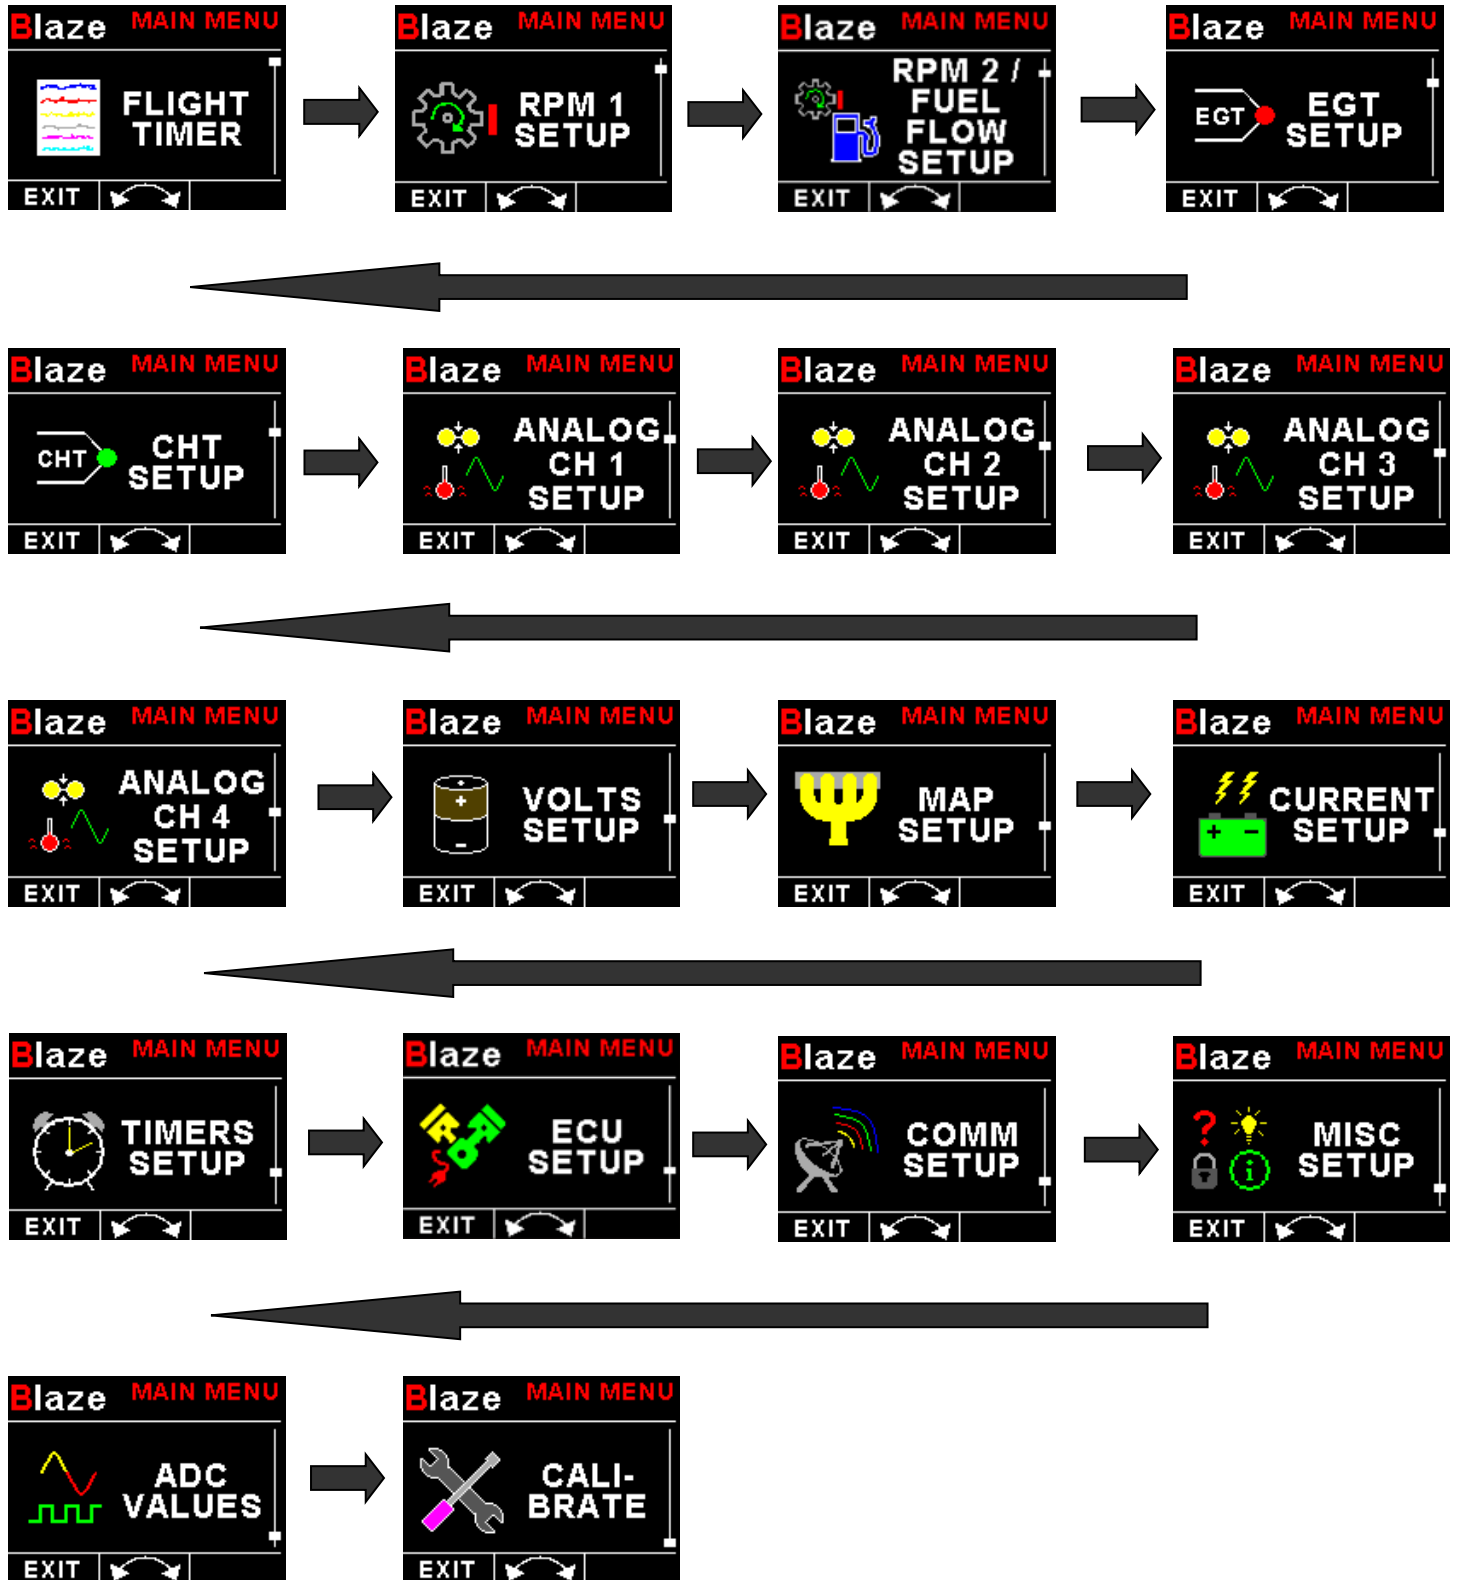 Blaze MAIN MENU
FLIGHT
TIMER
EXIT
Blaze MAIN MENU
RPM 1
SETUP
EXIT
Blaze MAIN MENU
RPM 2 /
FUEL
FLOW
SETUP
EXIT
Blaze MAIN MENU
EGT
EGT
SETUP
EXIT
Blaze MAIN MENU
CHT
CHT
SETUP
EXIT
Blaze MAIN MENU
ANALOG
CH 1
SETUP
EXIT
Blaze MAIN MENU
ANALOG
CH 2
SETUP
EXIT
Blaze MAIN MENU
ANALOG
CH 3
SETUP
EXIT
Blaze MAIN MENU
ANALOG
CH 4
SETUP
EXIT
Blaze MAIN MENU
VOLTS
SETUP
EXIT
Blaze MAIN MENU
MAP
SETUP
EXIT
Blaze MAIN MENU
CURRENT
SETUP
EXIT
Blaze MAIN MENU
TIMERS
SETUP
EXIT
Blaze MAIN MENU
ECU
SETUP
EXIT
Blaze MAIN MENU
COMM
SETUP
EXIT
Blaze MAIN MENU
MISC
SETUP
EXIT
Blaze MAIN MENU
ADC
VALUES
EXIT
Blaze MAIN MENU
CALI-
BRATE
EXIT